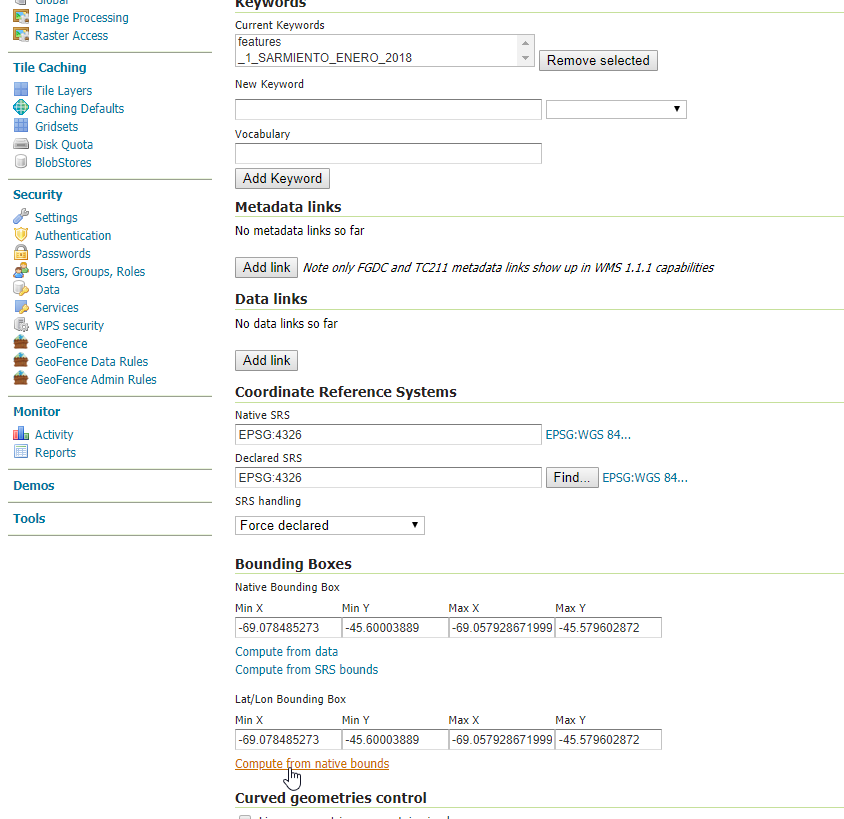 Global
Image Processing
Raster Access
Tile Caching
Tile Layers
Caching Defaults
Gridsets
Disk Quota
BlobStores
Security
Settings
Authentication
Passwords
Users, Groups, Roles
Data
Services
WPS security
GeoFence
GeoFence Data Rules
GeoFence Admin Rules
Monitor
Activity
Reports
Demos
Tools
Keywords
Current Keywords
features
_1_SARMIENTO_ENERO_2018
Remove selected
New Keyword
Vocabulary
Add Keyword
Metadata links
No metadata links so far
Add link Note only FGDC and TC211 metadata links show up in WMS 1.1.1 capabilities
Data links
No data links so far
Add link
Coordinate Reference Systems
Native SRS
EPSG:4326 EPSG:WGS 84...
Declared SRS
EPSG:4326 Find... EPSG:WGS 84...
SRS handling
Force declared
Bounding Boxes
Native Bounding Box
Min X Min Y Max X Max Y
-69.078485273 -45.60003889 -69.057928671999 -45.579602872
Compute from data
Compute from SRS bounds
Lat/Lon Bounding Box
Min X Min Y Max X Max Y
-69.078485273 -45.60003889 -69.057928671999 -45.579602872
Compute from native bounds
Curved geometries control